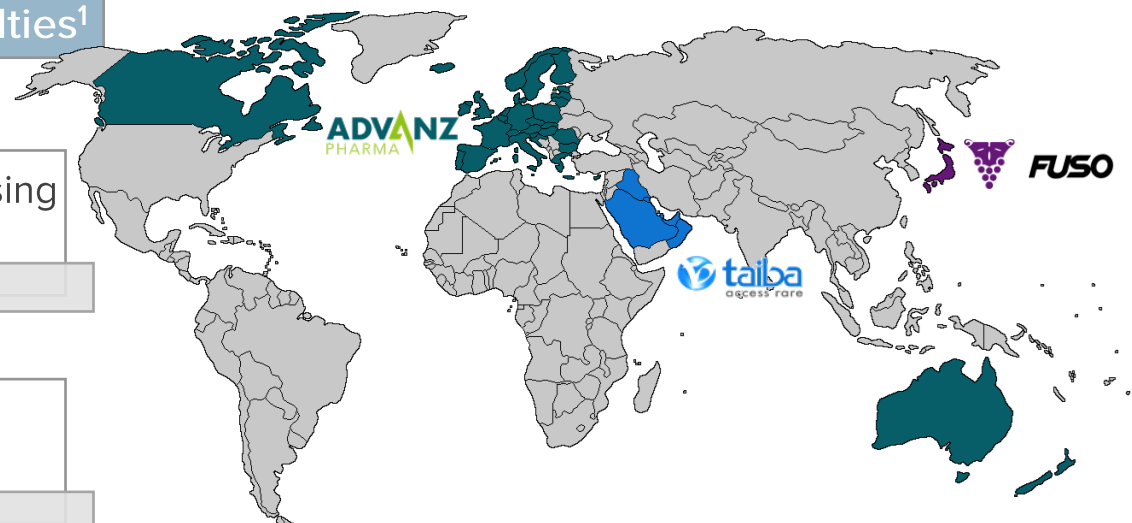 lties¹
sing
ADVANZ
PHARMA
FUSO
taiba
access rare